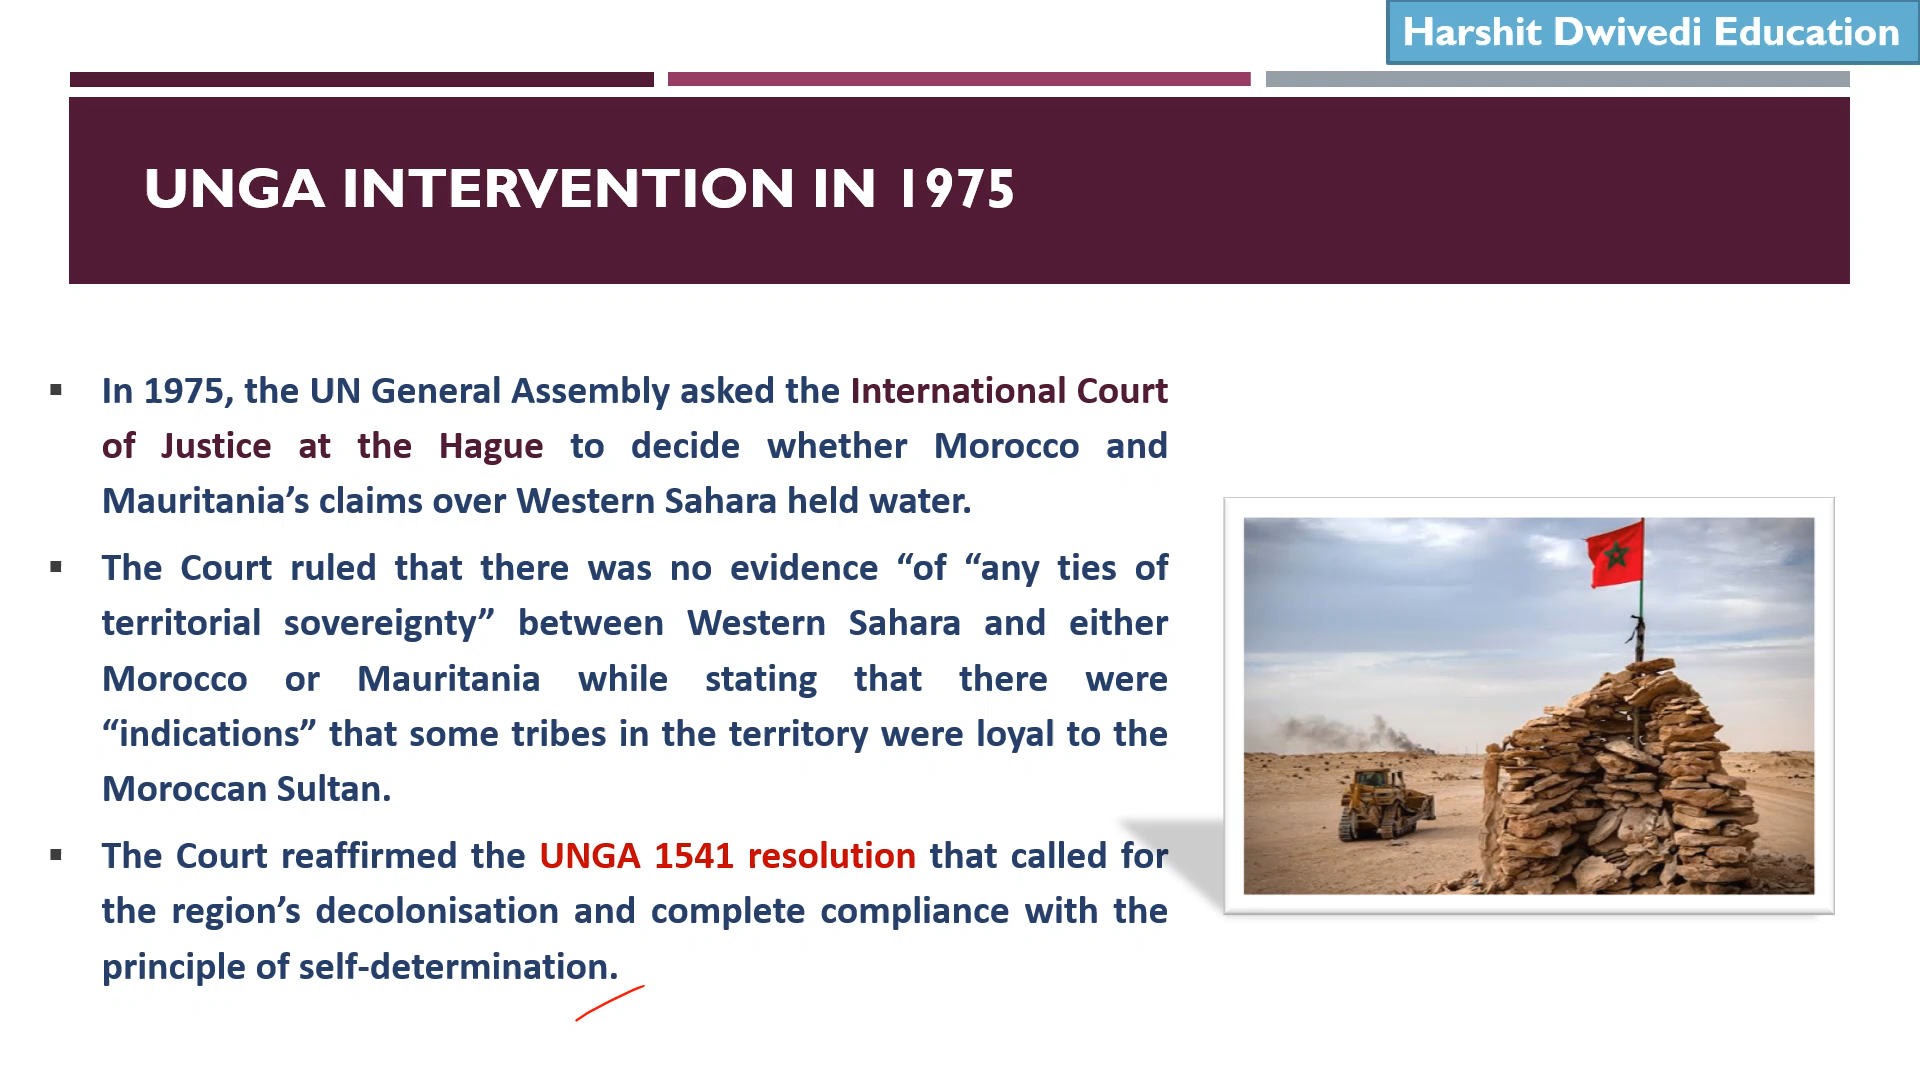 Harshit Dwivedi Education
UNGA INTERVENTION IN 1975
▪ In 1975, the UN General Assembly asked the International Court
of Justice at the Hague to decide whether Morocco and
Mauritania’s claims over Western Sahara held water.
▪ The Court ruled that there was no evidence “of “any ties of
territorial sovereignty” between Western Sahara and either
Morocco or Mauritania while stating that there were
“indications” that some tribes in the territory were loyal to the
Moroccan Sultan.
▪ The Court reaffirmed the UNGA 1541 resolution that called for
the region’s decolonisation and complete compliance with the
principle of self-determination.